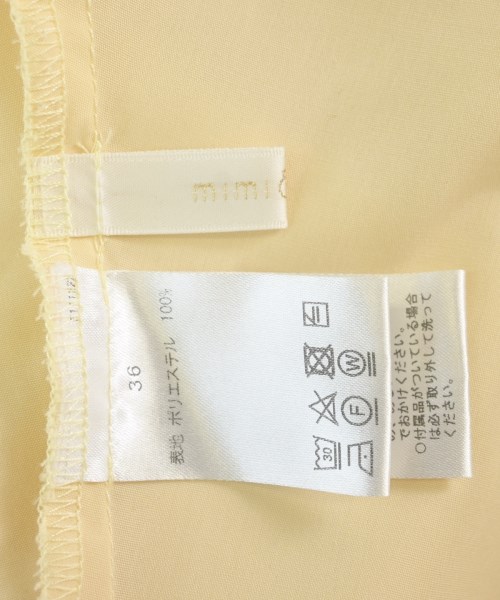 36
表地 ポリエステル 100%
30
F
W
でおかけください。
○付属品がついている場合
は必ず取り外して洗って
ください。